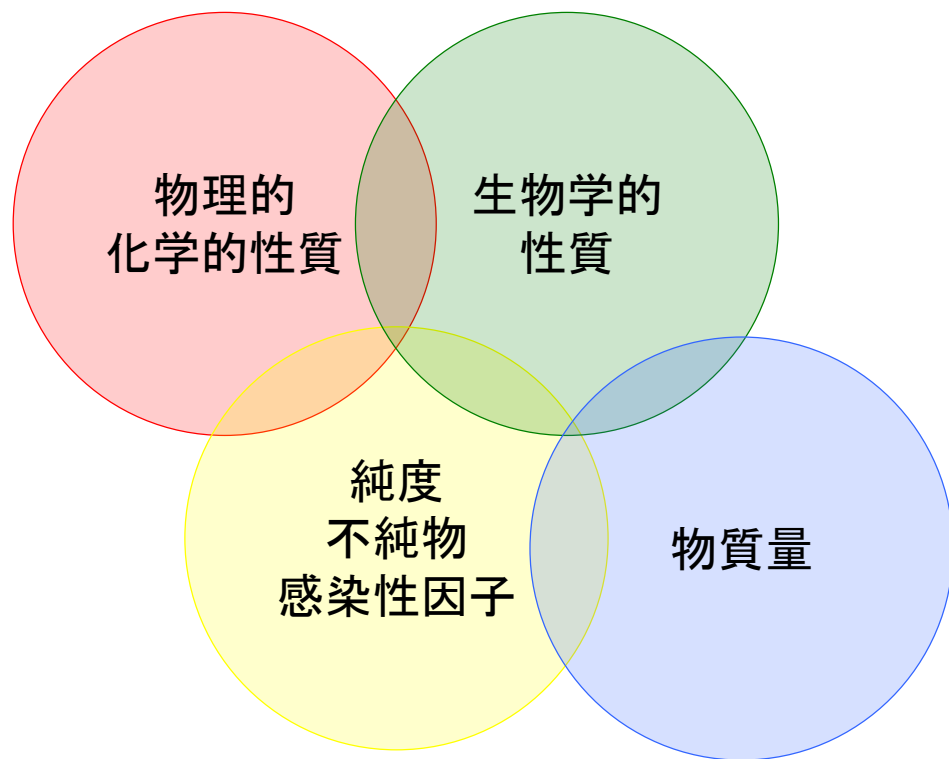 物理的
化学的性質
生物学的
性質
純度
不純物
感染性因子
物質量